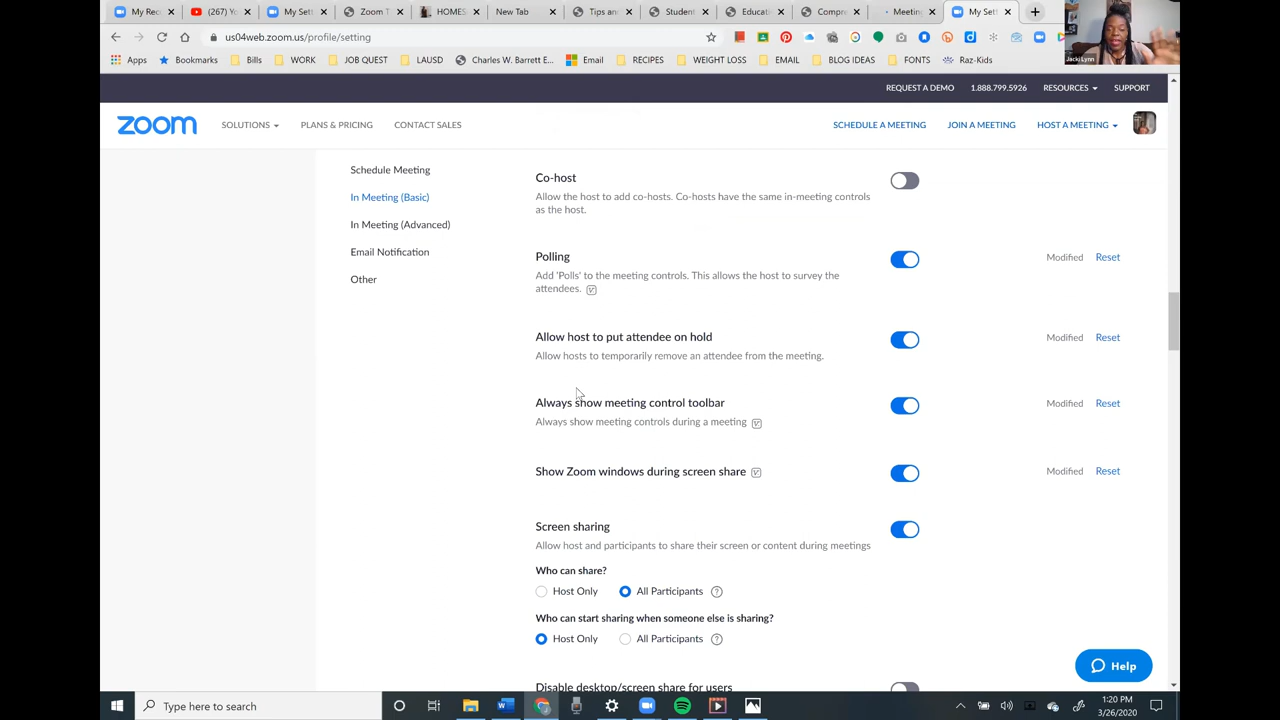 My Rec
(267) Yo
My Sett
Zoom T
HOMES
New Tab
Tips an
Student
Educati
Compre
Meetin
My Sett
us04web.zoom.us/profile/setting
Apps
Bookmarks
Bills
WORK
JOB QUEST
LAUSD
Charles W. Barrett E...
Email
RECIPES
WEIGHT LOSS
EMAIL
BLOG IDEAS
FONTS
Raz-Kids
Jacki Lynn
REQUEST A DEMO
1.888.799.5926
RESOURCES
SUPPORT
zoom
SOLUTIONS
PLANS & PRICING
CONTACT SALES
SCHEDULE A MEETING
JOIN A MEETING
HOST A MEETING
Schedule Meeting
In Meeting (Basic)
In Meeting (Advanced)
Email Notification
Other
Co-host
Allow the host to add co-hosts. Co-hosts have the same in-meeting controls
as the host.
Polling
Modified Reset
Add 'Polls' to the meeting controls. This allows the host to survey the
attendees.
Allow host to put attendee on hold
Modified Reset
Allow hosts to temporarily remove an attendee from the meeting.
Always show meeting control toolbar
Modified Reset
Always show meeting controls during a meeting
Show Zoom windows during screen share
Modified Reset
Screen sharing
Allow host and participants to share their screen or content during meetings
Who can share?
Host Only All Participants
Who can start sharing when someone else is sharing?
Host Only All Participants
Disable desktop/screen share for users
Help
Type here to search
1:20 PM
3/26/2020